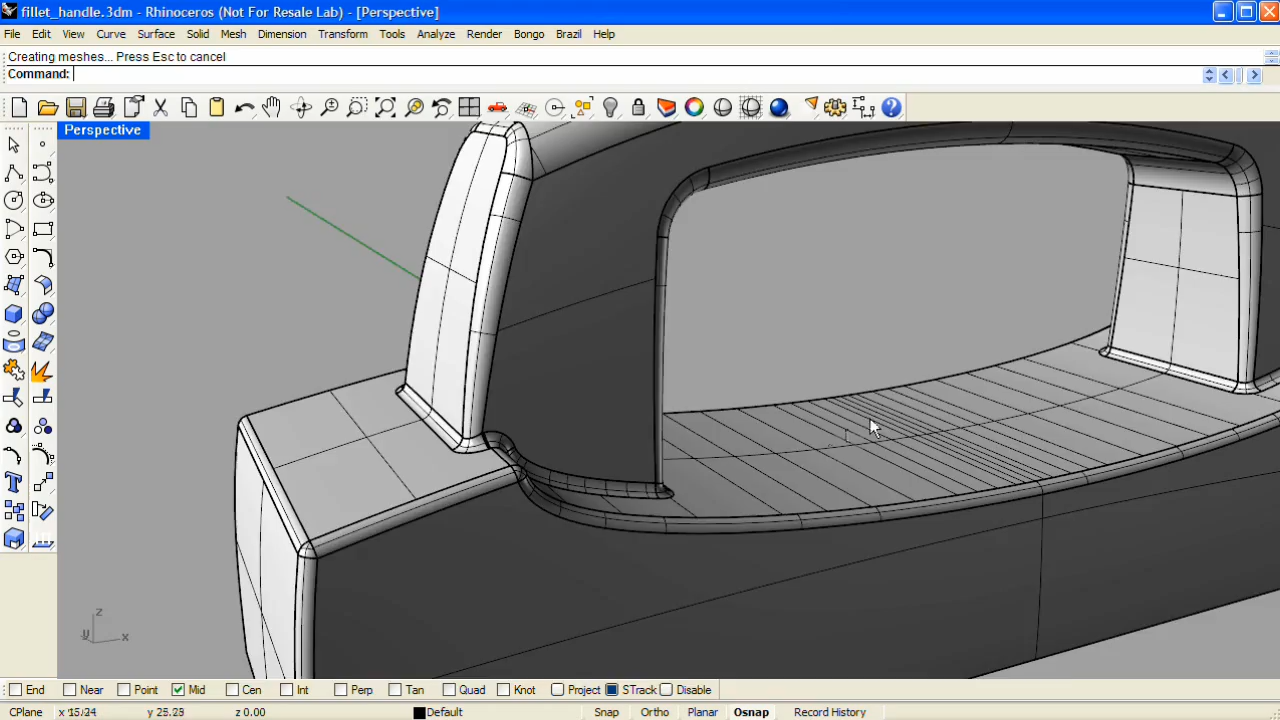 fillet_handle.3dm - Rhinoceros (Not For Resale Lab) - [Perspective]
File Edit View Curve Surface Solid Mesh Dimension Transform Tools Analyze Render Bongo Brazil Help
Creating meshes... Press Esc to cancel
Command:
Perspective
z
y x
End Near Point Mid Cen Int Perp Tan Quad Knot Project STrack Disable
CPlane x 15.24 y 25.23 z 0.00 Default Snap Ortho Planar Osnap Record History